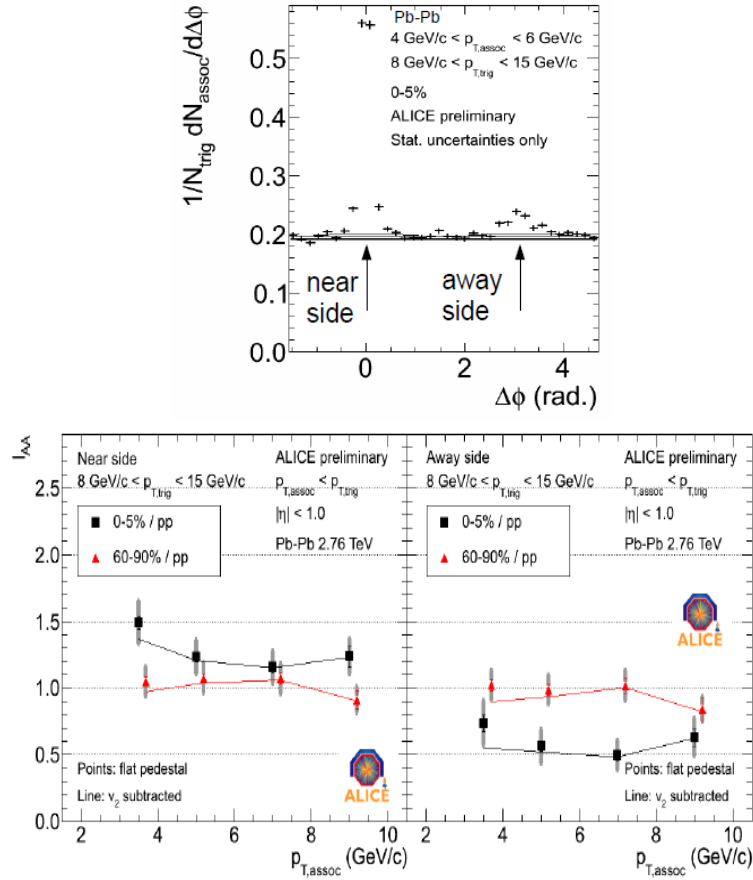 Pb-Pb
4 GeV/c < p_T,assoc < 6 GeV/c
8 GeV/c < p_T,trig < 15 GeV/c
0-5%
ALICE preliminary
Stat. uncertainties only
1/N_trig dN_assoc/dΔϕ
0.5
0.4
0.3
0.2
0.1
0.0
near side
away side
0 2 4
Δϕ (rad.)
I_AA
2.5
2.0
1.5
1.0
0.5
0.0
Near side
ALICE preliminary
8 GeV/c < p_T,trig < 15 GeV/c
p_T,assoc < p_T,trig
|η| < 1.0
0-5% / pp
60-90% / pp
Pb-Pb 2.76 TeV
Points: flat pedestal
Line: v_2 subtracted
ALICE
2 4 6 8 10
p_T,assoc (GeV/c)
Away side
ALICE preliminary
8 GeV/c < p_T,trig < 15 GeV/c
p_T,assoc < p_T,trig
|η| < 1.0
0-5% / pp
60-90% / pp
Pb-Pb 2.76 TeV
ALICE
Points: flat pedestal
Line: v_2 subtracted
2 4 6 8 10
p_T,assoc (GeV/c)